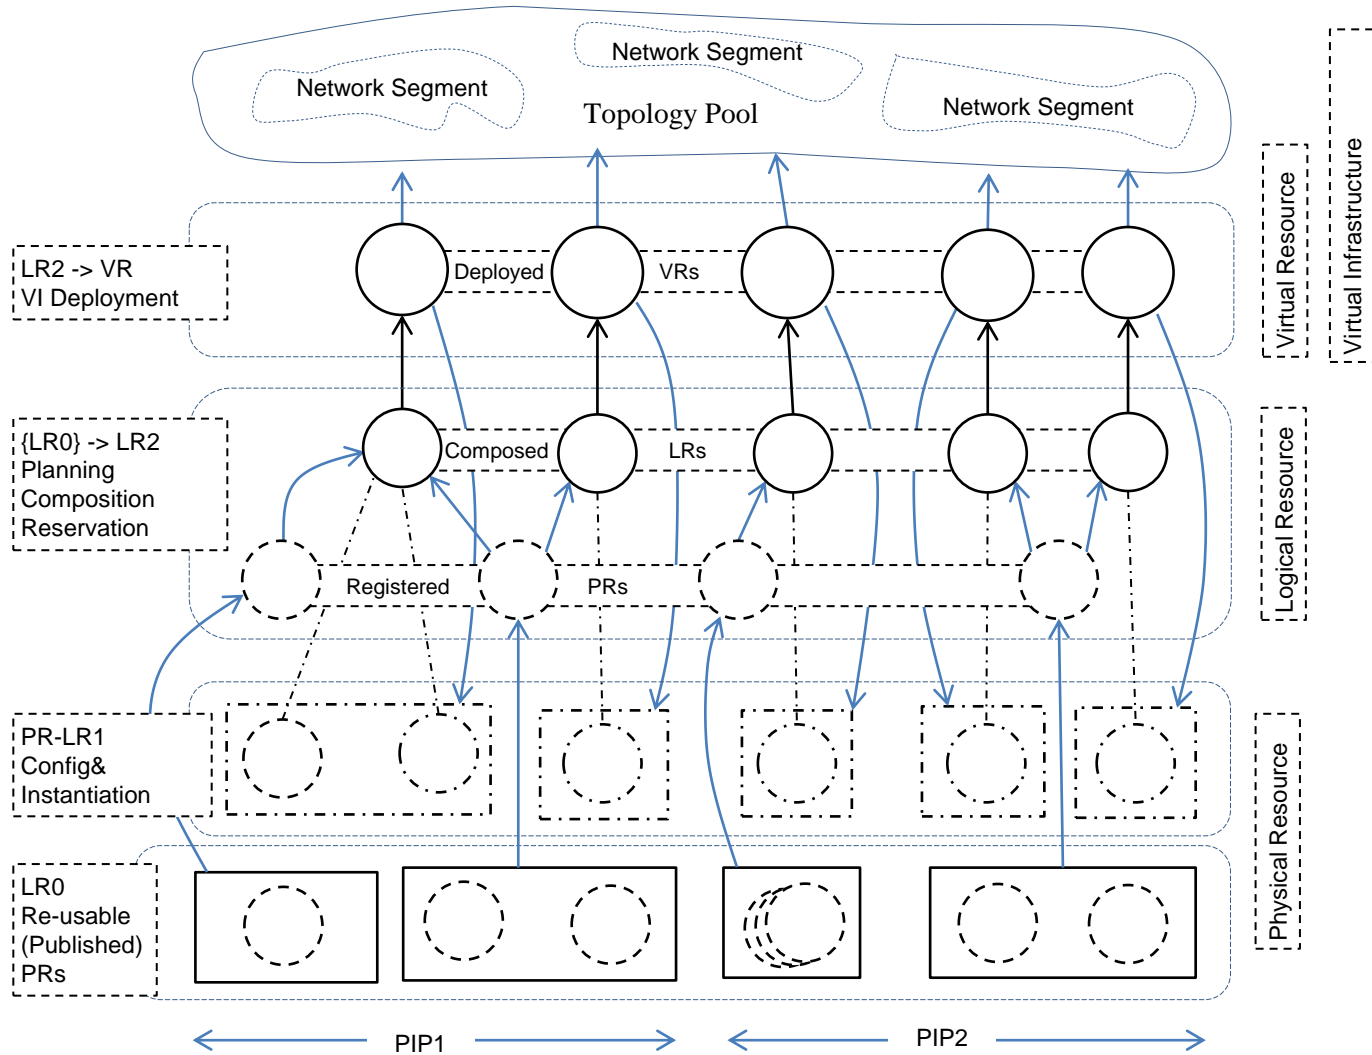 Network Segment
Network Segment
Network Segment
Topology Pool
LR2 -> VR
VI Deployment
Deployed
VRs
{LR0} -> LR2
Planning
Composition
Reservation
Composed
LRs
Registered
PRs
PR-LR1
Config&
Instantiation
LR0
Re-usable
(Published)
PRs
PIP1
PIP2
Virtual Resource
Virtual Infrastructure
Logical Resource
Physical Resource